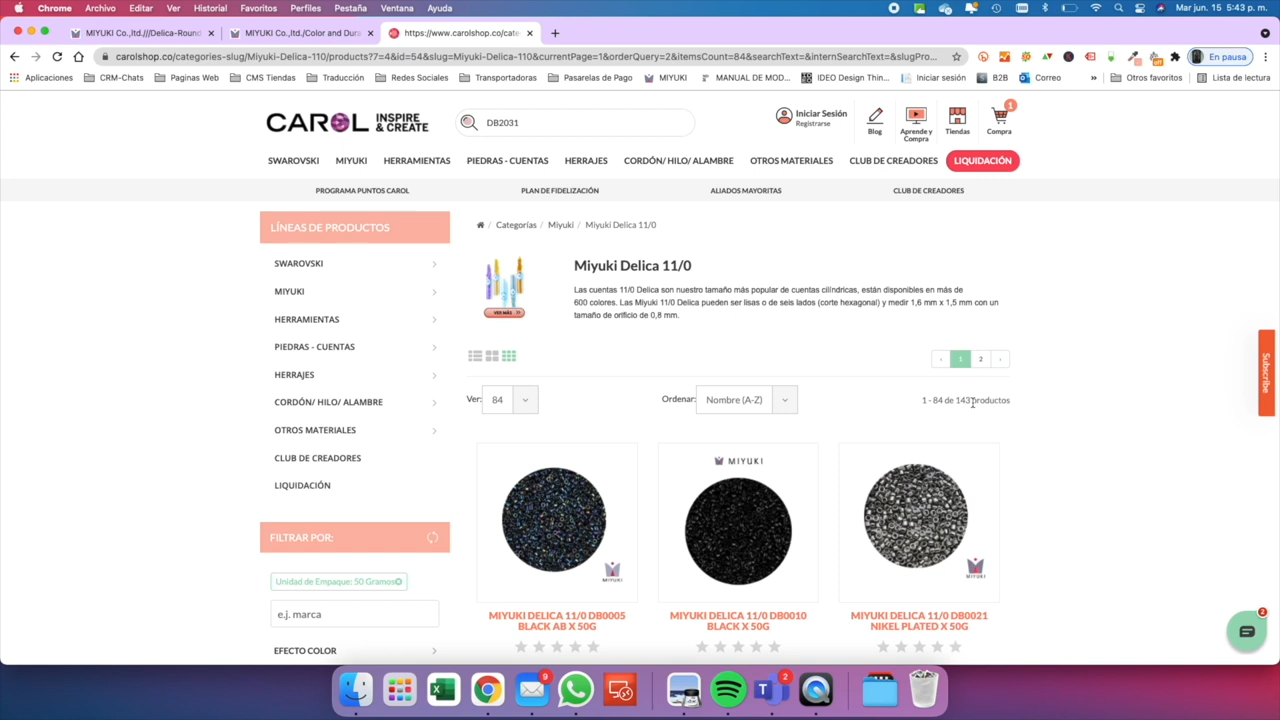 Chrome Archivo Editar Ver Historial Favoritos Perfiles Pestaña Ventana Ayuda
Mar jun. 15 5:43 p. m.
MIYUKI Co,.ltd.///Delica-Round
MIYUKI Co,.ltd./Color and Dura
https://www.carolshop.co/cate
carolshop.co/categories-slug/Miyuki-Delica-110/products?7=4&id=54&slug=Miyuki-Delica-110&currentPage=1&orderQuery=2&itemsCount=84&searchText=&internSearchText=&slugPro...
En pausa
Aplicaciones CRM-Chats Paginas Web CMS Tiendas Traducción Redes Sociales Transportadoras Pasarelas de Pago MIYUKI MANUAL DE MOD... IDEO Design Thin... Iniciar sesión B2B Correo » Otros favoritos Lista de lectura
CAROL INSPIRE & CREATE
DB2031
Iniciar Sesión
Registrarse
Blog
Aprende y Compra
Tiendas
1
Compra
SWAROVSKI MIYUKI HERRAMIENTAS PIEDRAS - CUENTAS HERRAJES CORDÓN/ HILO/ ALAMBRE OTROS MATERIALES CLUB DE CREADORES LIQUIDACIÓN
PROGRAMA PUNTOS CAROL PLAN DE FIDELIZACIÓN ALIADOS MAYORITAS CLUB DE CREADORES
LÍNEAS DE PRODUCTOS
SWAROVSKI
MIYUKI
HERRAMIENTAS
PIEDRAS - CUENTAS
HERRAJES
CORDÓN/ HILO/ ALAMBRE
OTROS MATERIALES
CLUB DE CREADORES
LIQUIDACIÓN
FILTRAR POR:
Unidad de Empaque: 50 Gramos
e.j. marca
EFECTO COLOR
/ Categorías / Miyuki / Miyuki Delica 11/0
VER MÁS
Miyuki Delica 11/0
Las cuentas 11/0 Delica son nuestro tamaño más popular de cuentas cilíndricas, están disponibles en más de
600 colores. Las Miyuki 11/0 Delica pueden ser lisas o de seis lados (corte hexagonal) y medir 1,6 mm x 1,5 mm con un
tamaño de orificio de 0,8 mm.
‹ 1 2 ›
Ver: 84
Ordenar: Nombre (A-Z)
1 - 84 de 143 productos
Subscribe
MIYUKI
MIYUKI DELICA 11/0 DB0005
BLACK AB X 50G
MIYUKI DELICA 11/0 DB0010
BLACK X 50G
MIYUKI DELICA 11/0 DB0021
NIKEL PLATED X 50G
2
9
2